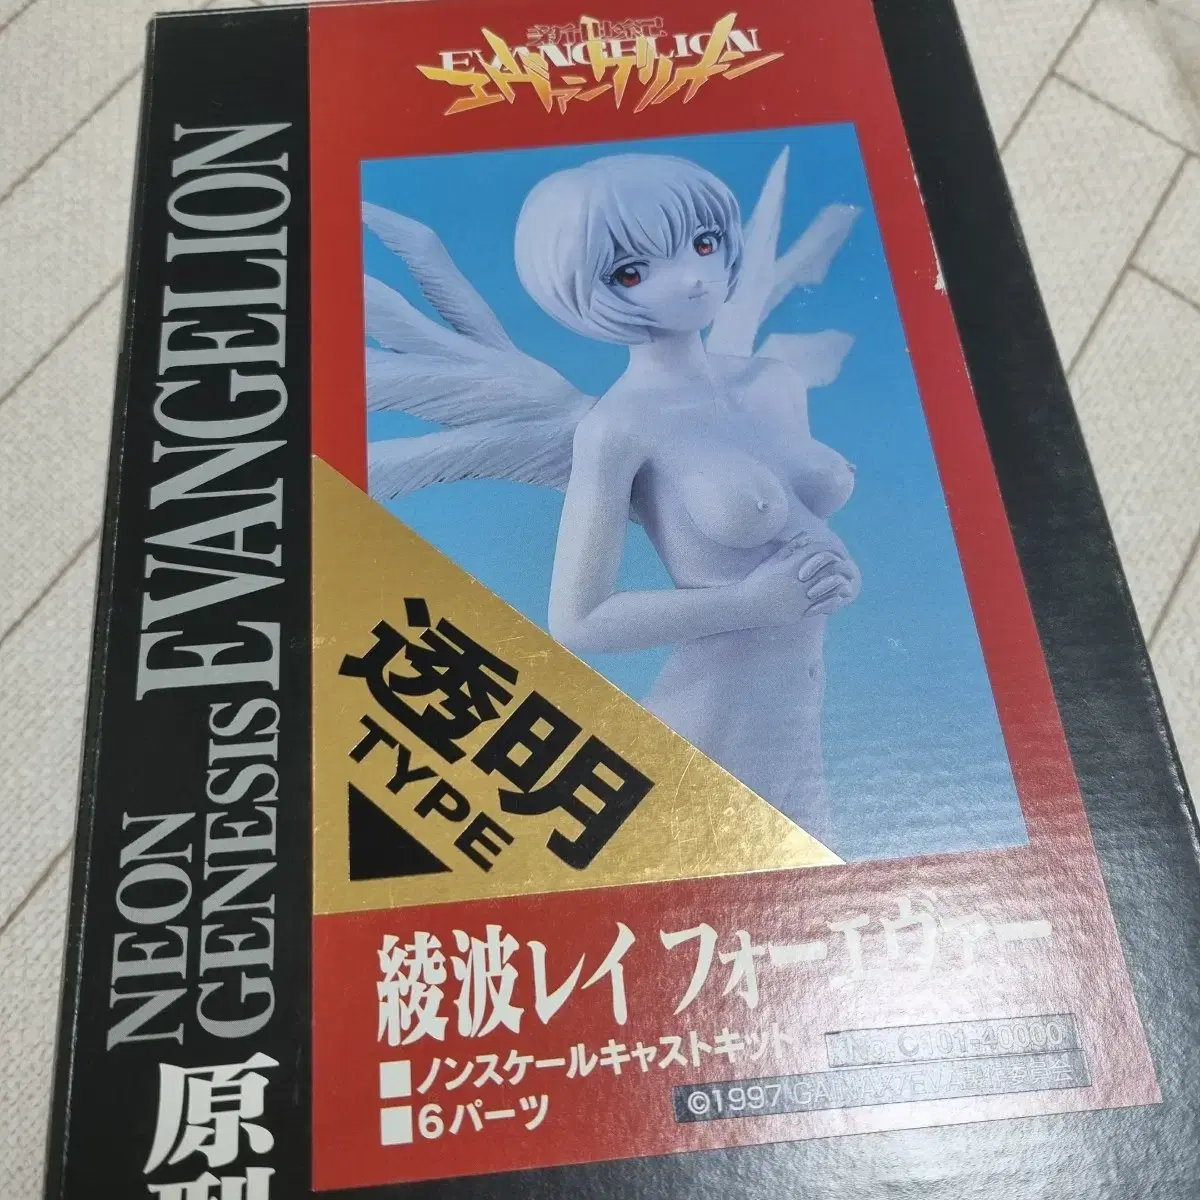 新世紀
EVANGELION
エヴァンゲリオン
NEON
GENESIS EVANGELION
原型
透明
TYPE
綾波レイ フォーエヴァー
■ノンスケールキャストキット
■6パーツ
No. C 101-40000
©1997 GAINAX/EVA製作委員会